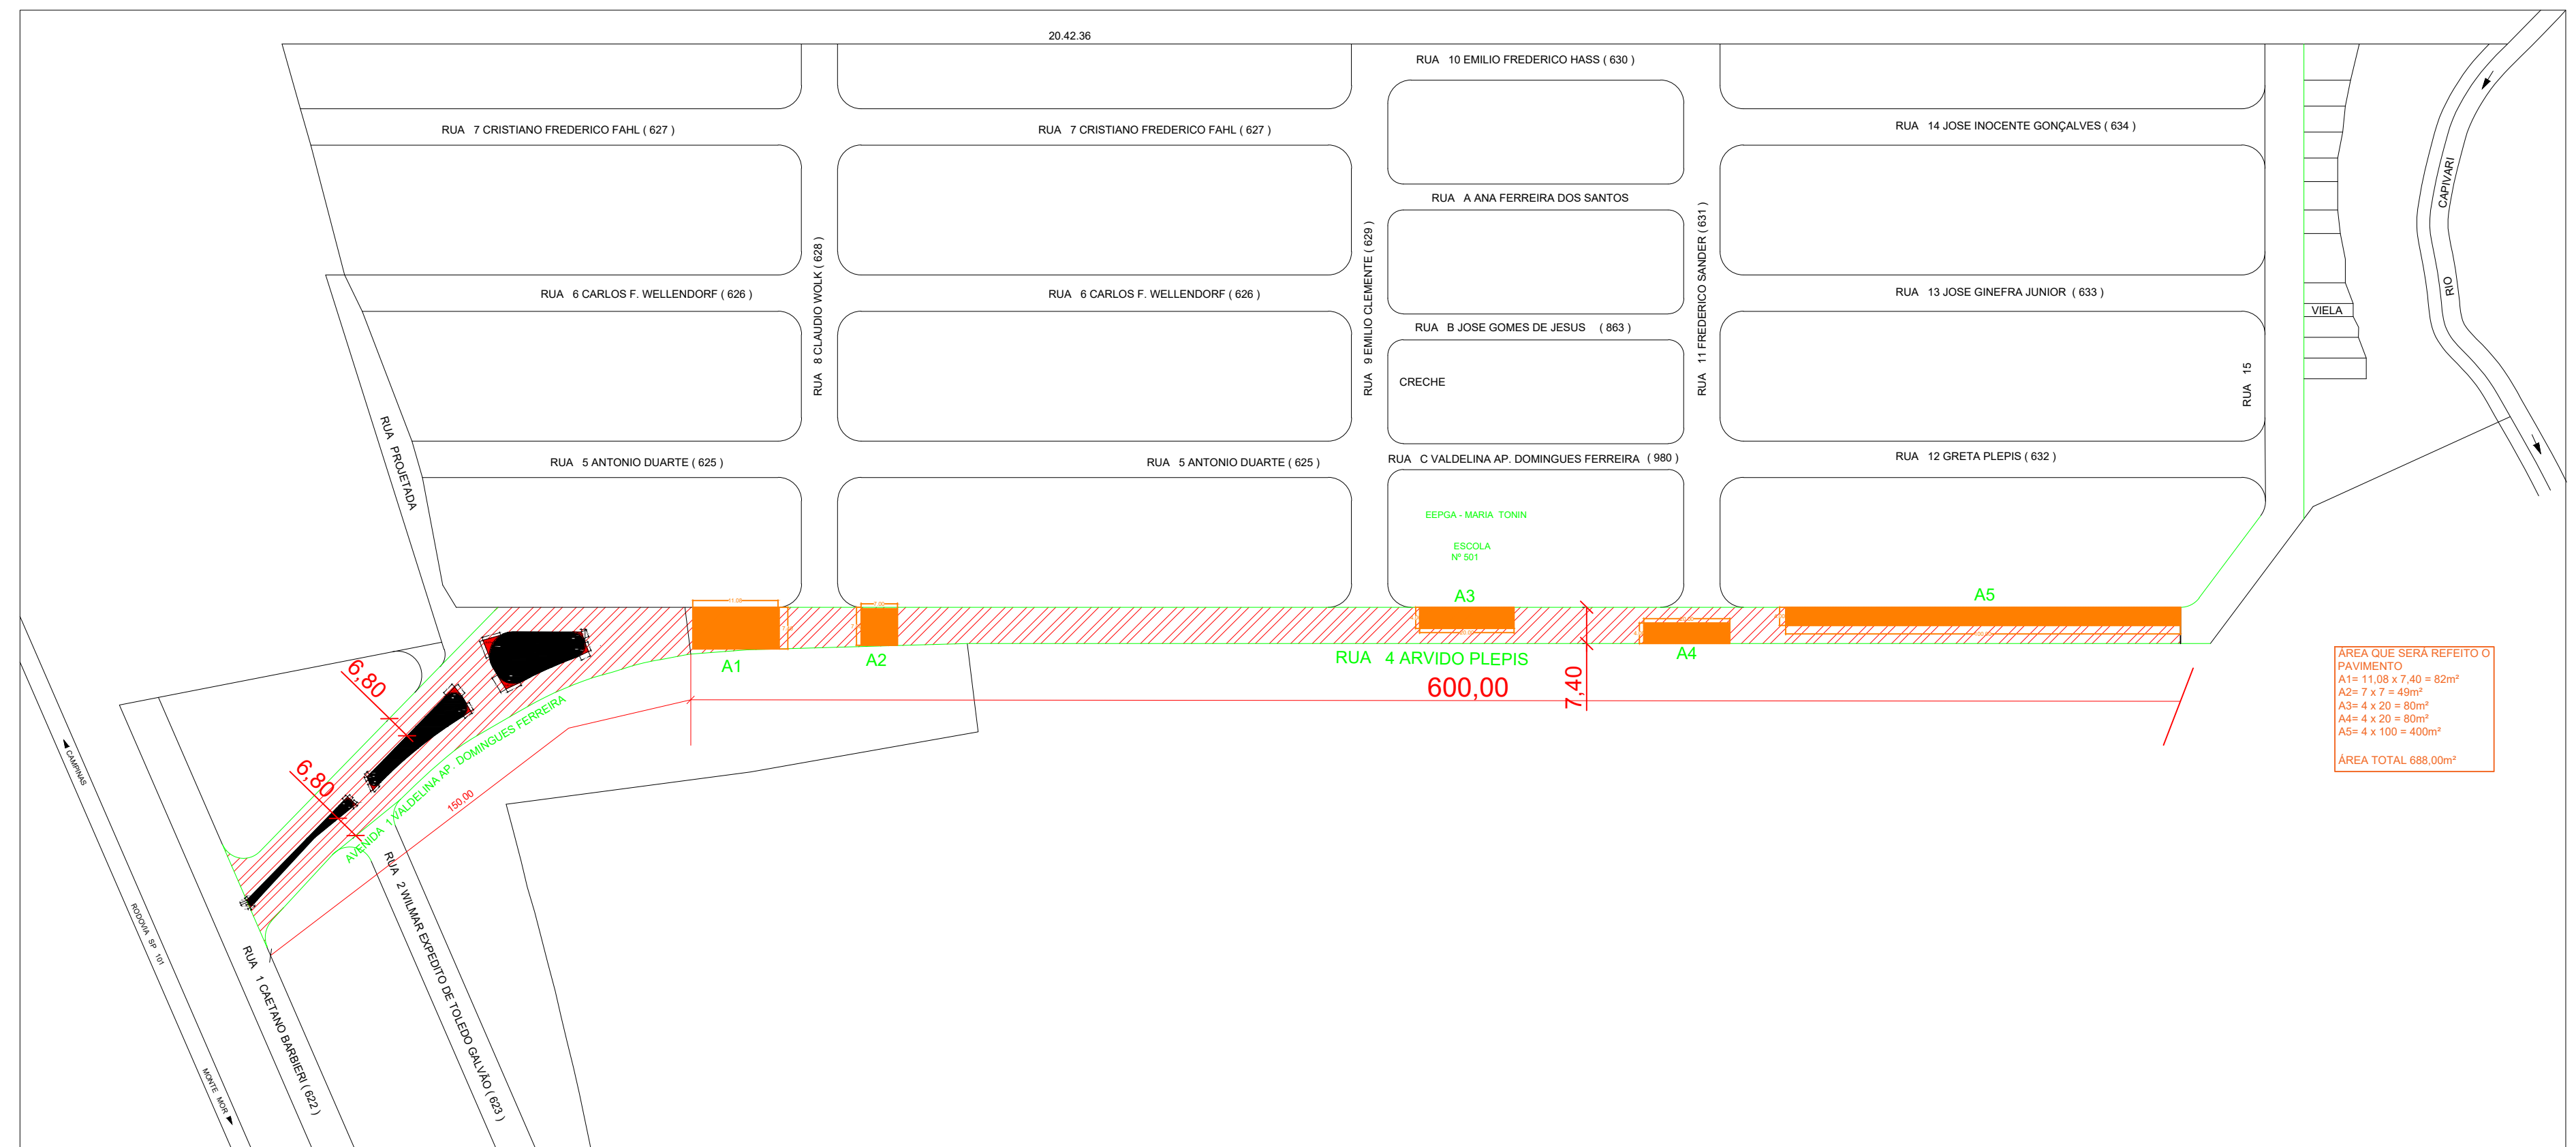 20.42.36
RUA 10 EMILIO FREDERICO HASS ( 630 )
RUA 7 CRISTIANO FREDERICO FAHL ( 627 )
RUA 7 CRISTIANO FREDERICO FAHL ( 627 )
RUA 14 JOSE INOCENTE GONÇALVES ( 634 )
RUA A ANA FERREIRA DOS SANTOS
RUA 8 CLAUDIO WOLK ( 628 )
RUA 9 EMILIO CLEMENTE ( 629 )
RUA 11 FREDERICO SANDER ( 631 )
RIO CAPIVARI
RUA 6 CARLOS F. WELLENDORF ( 626 )
RUA 6 CARLOS F. WELLENDORF ( 626 )
RUA 13 JOSE GINEFRA JUNIOR ( 633 )
VIELA
RUA B JOSE GOMES DE JESUS ( 863 )
CRECHE
RUA 15
RUA PROJETADA
RUA 5 ANTONIO DUARTE ( 625 )
RUA 5 ANTONIO DUARTE ( 625 )
RUA C VALDELINA AP. DOMINGUES FERREIRA ( 980 )
RUA 12 GRETA PLEPIS ( 632 )
EEPGA - MARIA TONIN
ESCOLA
Nº 501
A1
A2
A3
A4
A5
11,08
7,00
RUA 4 ARVIDO PLEPIS
600,00
7,40
6,80
6,80
150,00
AVENIDA 1 VALDELINA AP. DOMINGUES FERREIRA
CAMPINAS
RODOVIA SP 101
MONTE MOR
RUA 1 CAETANO BARBIERI ( 622 )
RUA 2 WILMAR EXPEDITO DE TOLEDO GALVÃO ( 623 )
ÁREA QUE SERÁ REFEITO O
PAVIMENTO
A1= 11,08 x 7,40 = 82m²
A2= 7 x 7 = 49m²
A3= 4 x 20 = 80m²
A4= 4 x 20 = 80m²
A5= 4 x 100 = 400m²
ÁREA TOTAL 688,00m²